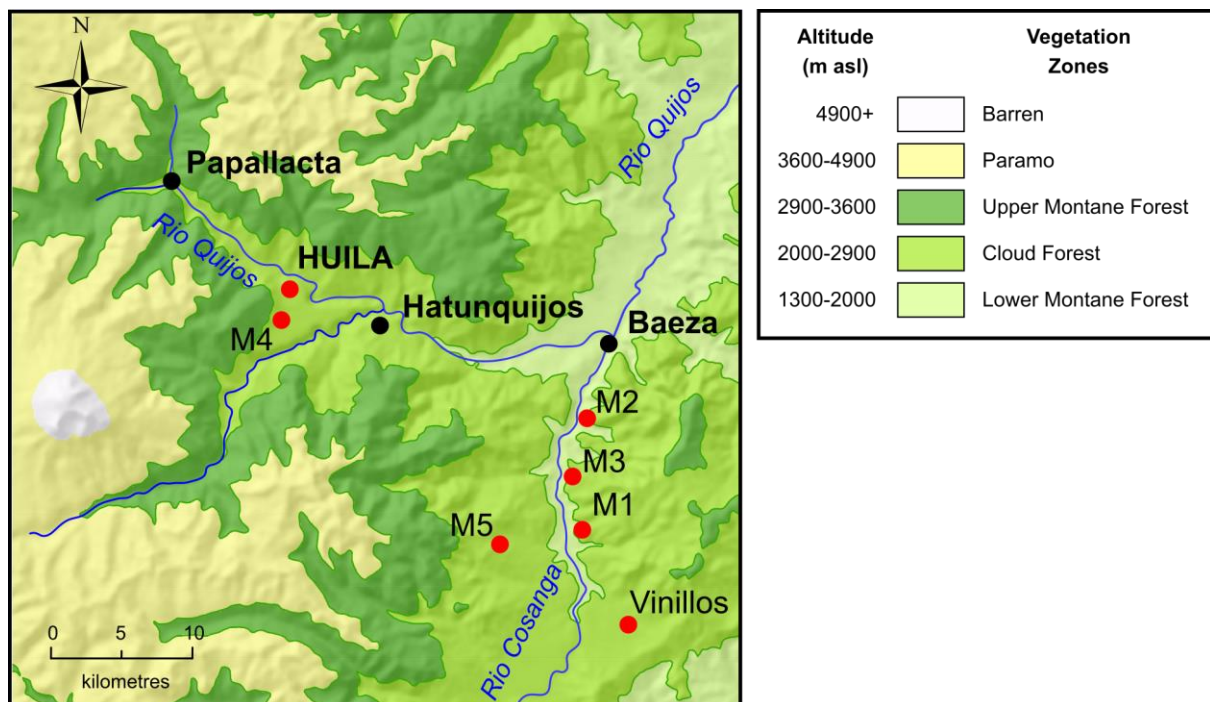 N
Papallacta
Rio Quijos
HUILA
M4
Hatunquijos
Rio Quijos
Baeza
M2
M3
M1
M5
Vinillos
Rio Cosanga
0 5 10
kilometres
Altitude
(m asl)
Vegetation
Zones
4900+ Barren
3600-4900 Paramo
2900-3600 Upper Montane Forest
2000-2900 Cloud Forest
1300-2000 Lower Montane Forest